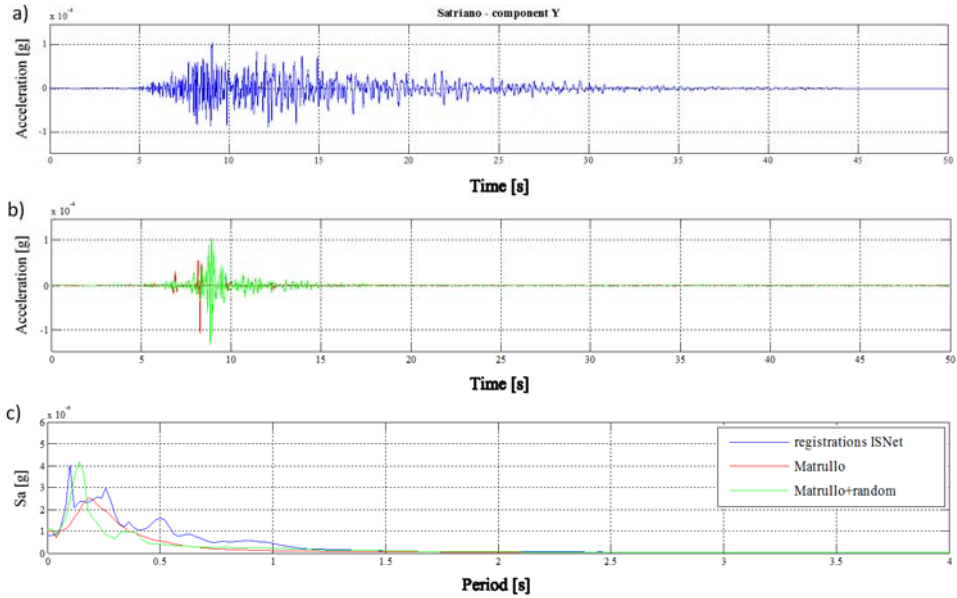 a)
Satriano - component Y
x 10⁻⁴
Acceleration [g]
1
0
-1
0 5 10 15 20 25 30 35 40 45 50
Time [s]
b)
x 10⁻⁴
Acceleration [g]
1
0
-1
0 5 10 15 20 25 30 35 40 45 50
Time [s]
c)
x 10⁻⁴
Sa [g]
6
5
4
3
2
1
0
registrations ISNet
Matrullo
Matrullo+random
0 0.5 1 1.5 2 2.5 3 3.5 4
Period [s]